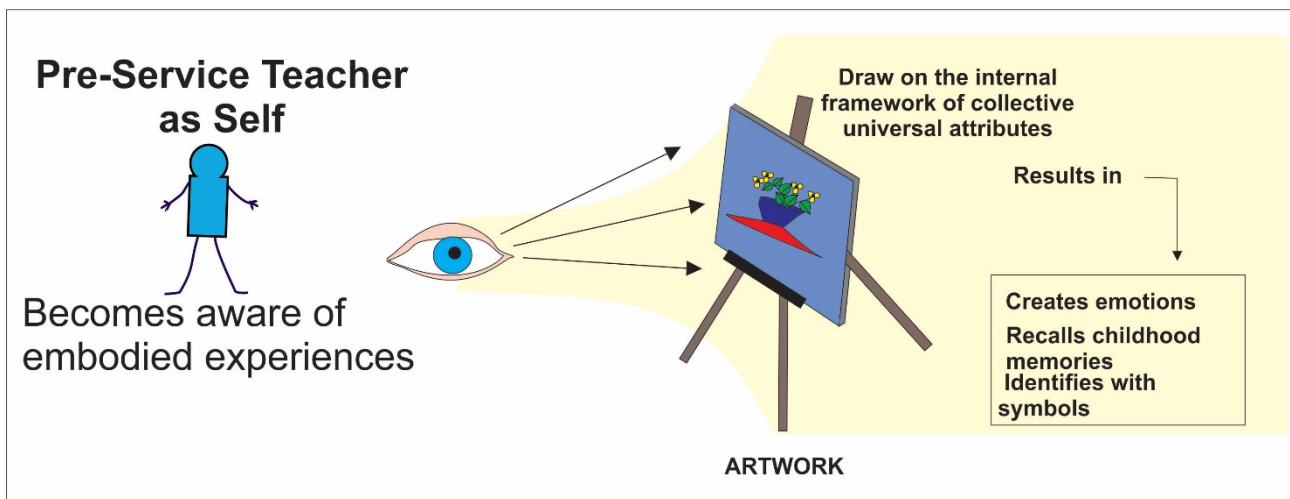 Pre-Service Teacher
as Self
Becomes aware of
embodied experiences
Draw on the internal
framework of collective
universal attributes
Results in
Creates emotions
Recalls childhood
memories
Identifies with
symbols
ARTWORK